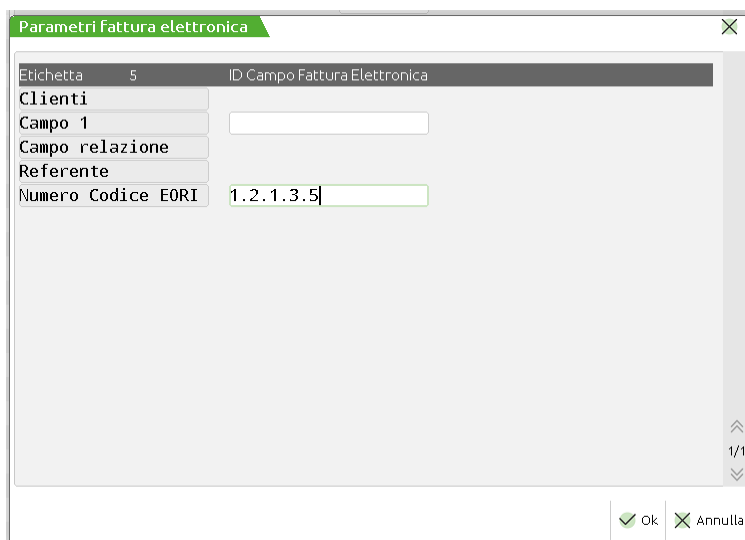 Parametri fattura elettronica
Etichetta 5 ID Campo Fattura Elettronica
Clienti
Campo 1
Campo relazione
Referente
Numero Codice EORI 1.2.1.3.5
1/1
Ok Annulla